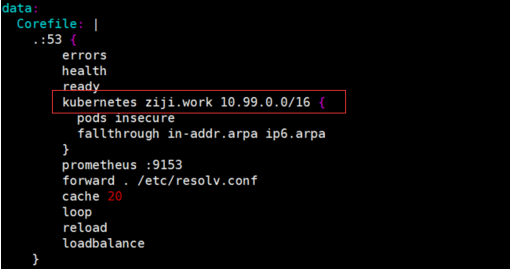 data:
  Corefile: |
    .:53 {
        errors
        health
        ready
        kubernetes ziji.work 10.99.0.0/16 {
          pods insecure
          fallthrough in-addr.arpa ip6.arpa
        }
        prometheus :9153
        forward . /etc/resolv.conf
        cache 20
        loop
        reload
        loadbalance
    }